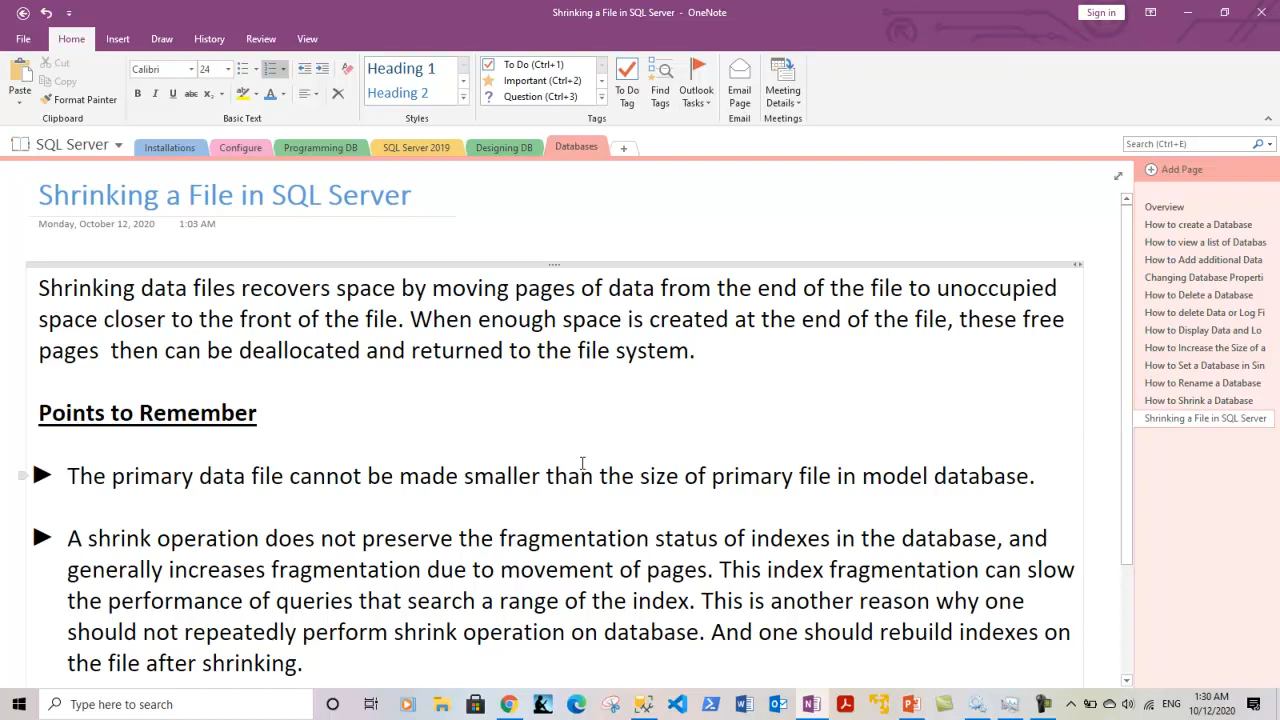 Shrinking a File in SQL Server - OneNote
Sign in
File Home Insert Draw History Review View
Paste
Cut
Copy
Format Painter
Clipboard
Calibri 24
B I U abc X₂ A
Basic Text
Heading 1
Heading 2
Styles
To Do (Ctrl+1)
Important (Ctrl+2)
? Question (Ctrl+3)
To Do Tag
Find Tags
Tags
Outlook Tasks
Email Page
Email
Meeting Details
Meetings
SQL Server Installations Configure Programming DB SQL Server 2019 Designing DB Databases +
Search (Ctrl+E)
Shrinking a File in SQL Server
Monday, October 12, 2020 1:03 AM
Shrinking data files recovers space by moving pages of data from the end of the file to unoccupied
space closer to the front of the file. When enough space is created at the end of the file, these free
pages then can be deallocated and returned to the file system.
Points to Remember
The primary data file cannot be made smaller than the size of primary file in model database.
A shrink operation does not preserve the fragmentation status of indexes in the database, and
generally increases fragmentation due to movement of pages. This index fragmentation can slow
the performance of queries that search a range of the index. This is another reason why one
should not repeatedly perform shrink operation on database. And one should rebuild indexes on
the file after shrinking.
Add Page
Overview
How to create a Database
How to view a list of Databas
How to Add additional Data
Changing Database Properti
How to Delete a Database
How to delete Data or Log Fi
How to Display Data and Lo
How to Increase the Size of a
How to Set a Database in Sin
How to Rename a Database
How to Shrink a Database
Shrinking a File in SQL Server
Type here to search
ENG
1:30 AM
10/12/2020